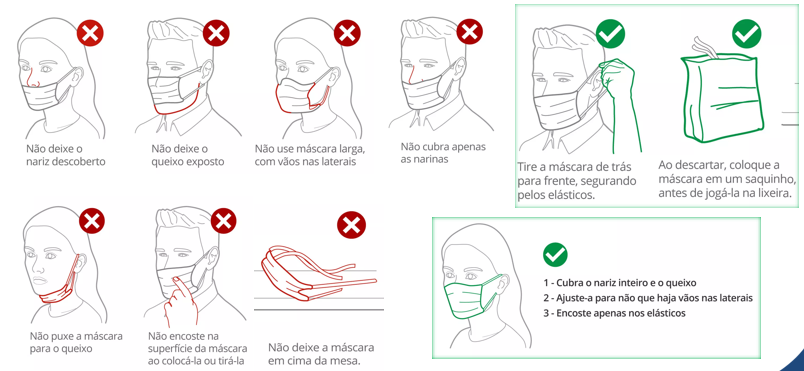 Não deixe o
nariz descoberto
Não deixe o
queixo exposto
Não use máscara larga,
com vãos nas laterais
Não cubra apenas
as narinas
Tire a máscara de trás
para frente, segurando
pelos elásticos.
Ao descartar, coloque a
máscara em um saquinho,
antes de jogá-la na lixeira.
Não puxe a máscara
para o queixo
Não encoste na
superfície da máscara
ao colocá-la ou tirá-la
Não deixe a máscara
em cima da mesa.
1 - Cubra o nariz inteiro e o queixo
2 - Ajuste-a para não que haja vãos nas laterais
3 - Encoste apenas nos elásticos